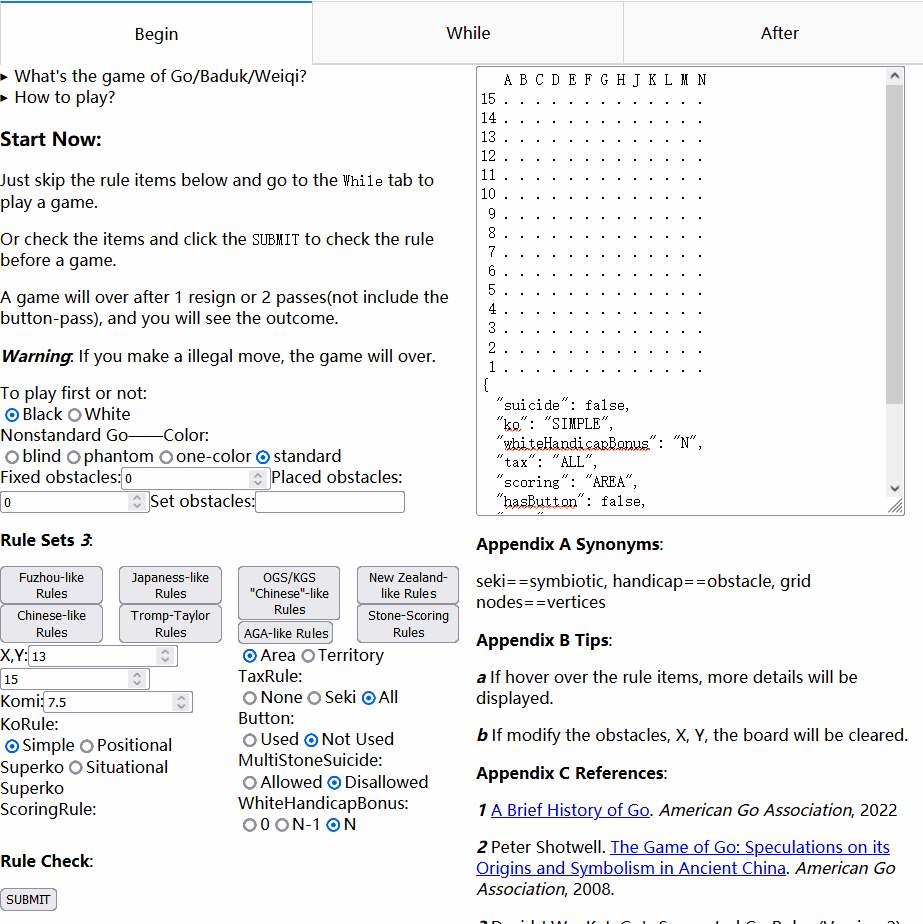 Begin
While
After
▸ What's the game of Go/Baduk/Weiqi?
▸ How to play?
Start Now:
Just skip the rule items below and go to the While tab to
play a game.
Or check the items and click the SUBMIT to check the rule
before a game.
A game will over after 1 resign or 2 passes(not include the
button-pass), and you will see the outcome.
Warning: If you make a illegal move, the game will over.
To play first or not:
Black White
Nonstandard Go——Color:
blind phantom one-color standard
Fixed obstacles: 0 Placed obstacles:
0 Set obstacles:
Rule Sets 3:
Fuzhou-like
Rules
Japaness-like
Rules
OGS/KGS
"Chinese"-like
Rules
New Zealand-
like Rules
Chinese-like
Rules
Tromp-Taylor
Rules
AGA-like Rules
Stone-Scoring
Rules
X,Y: 13
15
Komi: 7.5
KoRule:
Simple Positional
Superko Situational
Superko
ScoringRule:
Area Territory
TaxRule:
None Seki All
Button:
Used Not Used
MultiStoneSuicide:
Allowed Disallowed
WhiteHandicapBonus:
0 N-1 N
Rule Check:
SUBMIT
A B C D E F G H J K L M N
15 . . . . . . . . . . . . .
14 . . . . . . . . . . . . .
13 . . . . . . . . . . . . .
12 . . . . . . . . . . . . .
11 . . . . . . . . . . . . .
10 . . . . . . . . . . . . .
9 . . . . . . . . . . . . .
8 . . . . . . . . . . . . .
7 . . . . . . . . . . . . .
6 . . . . . . . . . . . . .
5 . . . . . . . . . . . . .
4 . . . . . . . . . . . . .
3 . . . . . . . . . . . . .
2 . . . . . . . . . . . . .
1 . . . . . . . . . . . . .
{
"suicide": false,
"ko": "SIMPLE",
"whiteHandicapBonus": "N",
"tax": "ALL",
"scoring": "AREA",
"hasButton": false,
Appendix A Synonyms:
seki==symbiotic, handicap==obstacle, grid
nodes==vertices
Appendix B Tips:
a If hover over the rule items, more details will be
displayed.
b If modify the obstacles, X, Y, the board will be cleared.
Appendix C References:
1 A Brief History of Go. American Go Association, 2022
2 Peter Shotwell. The Game of Go: Speculations on its
Origins and Symbolism in Ancient China. American Go
Association, 2008.